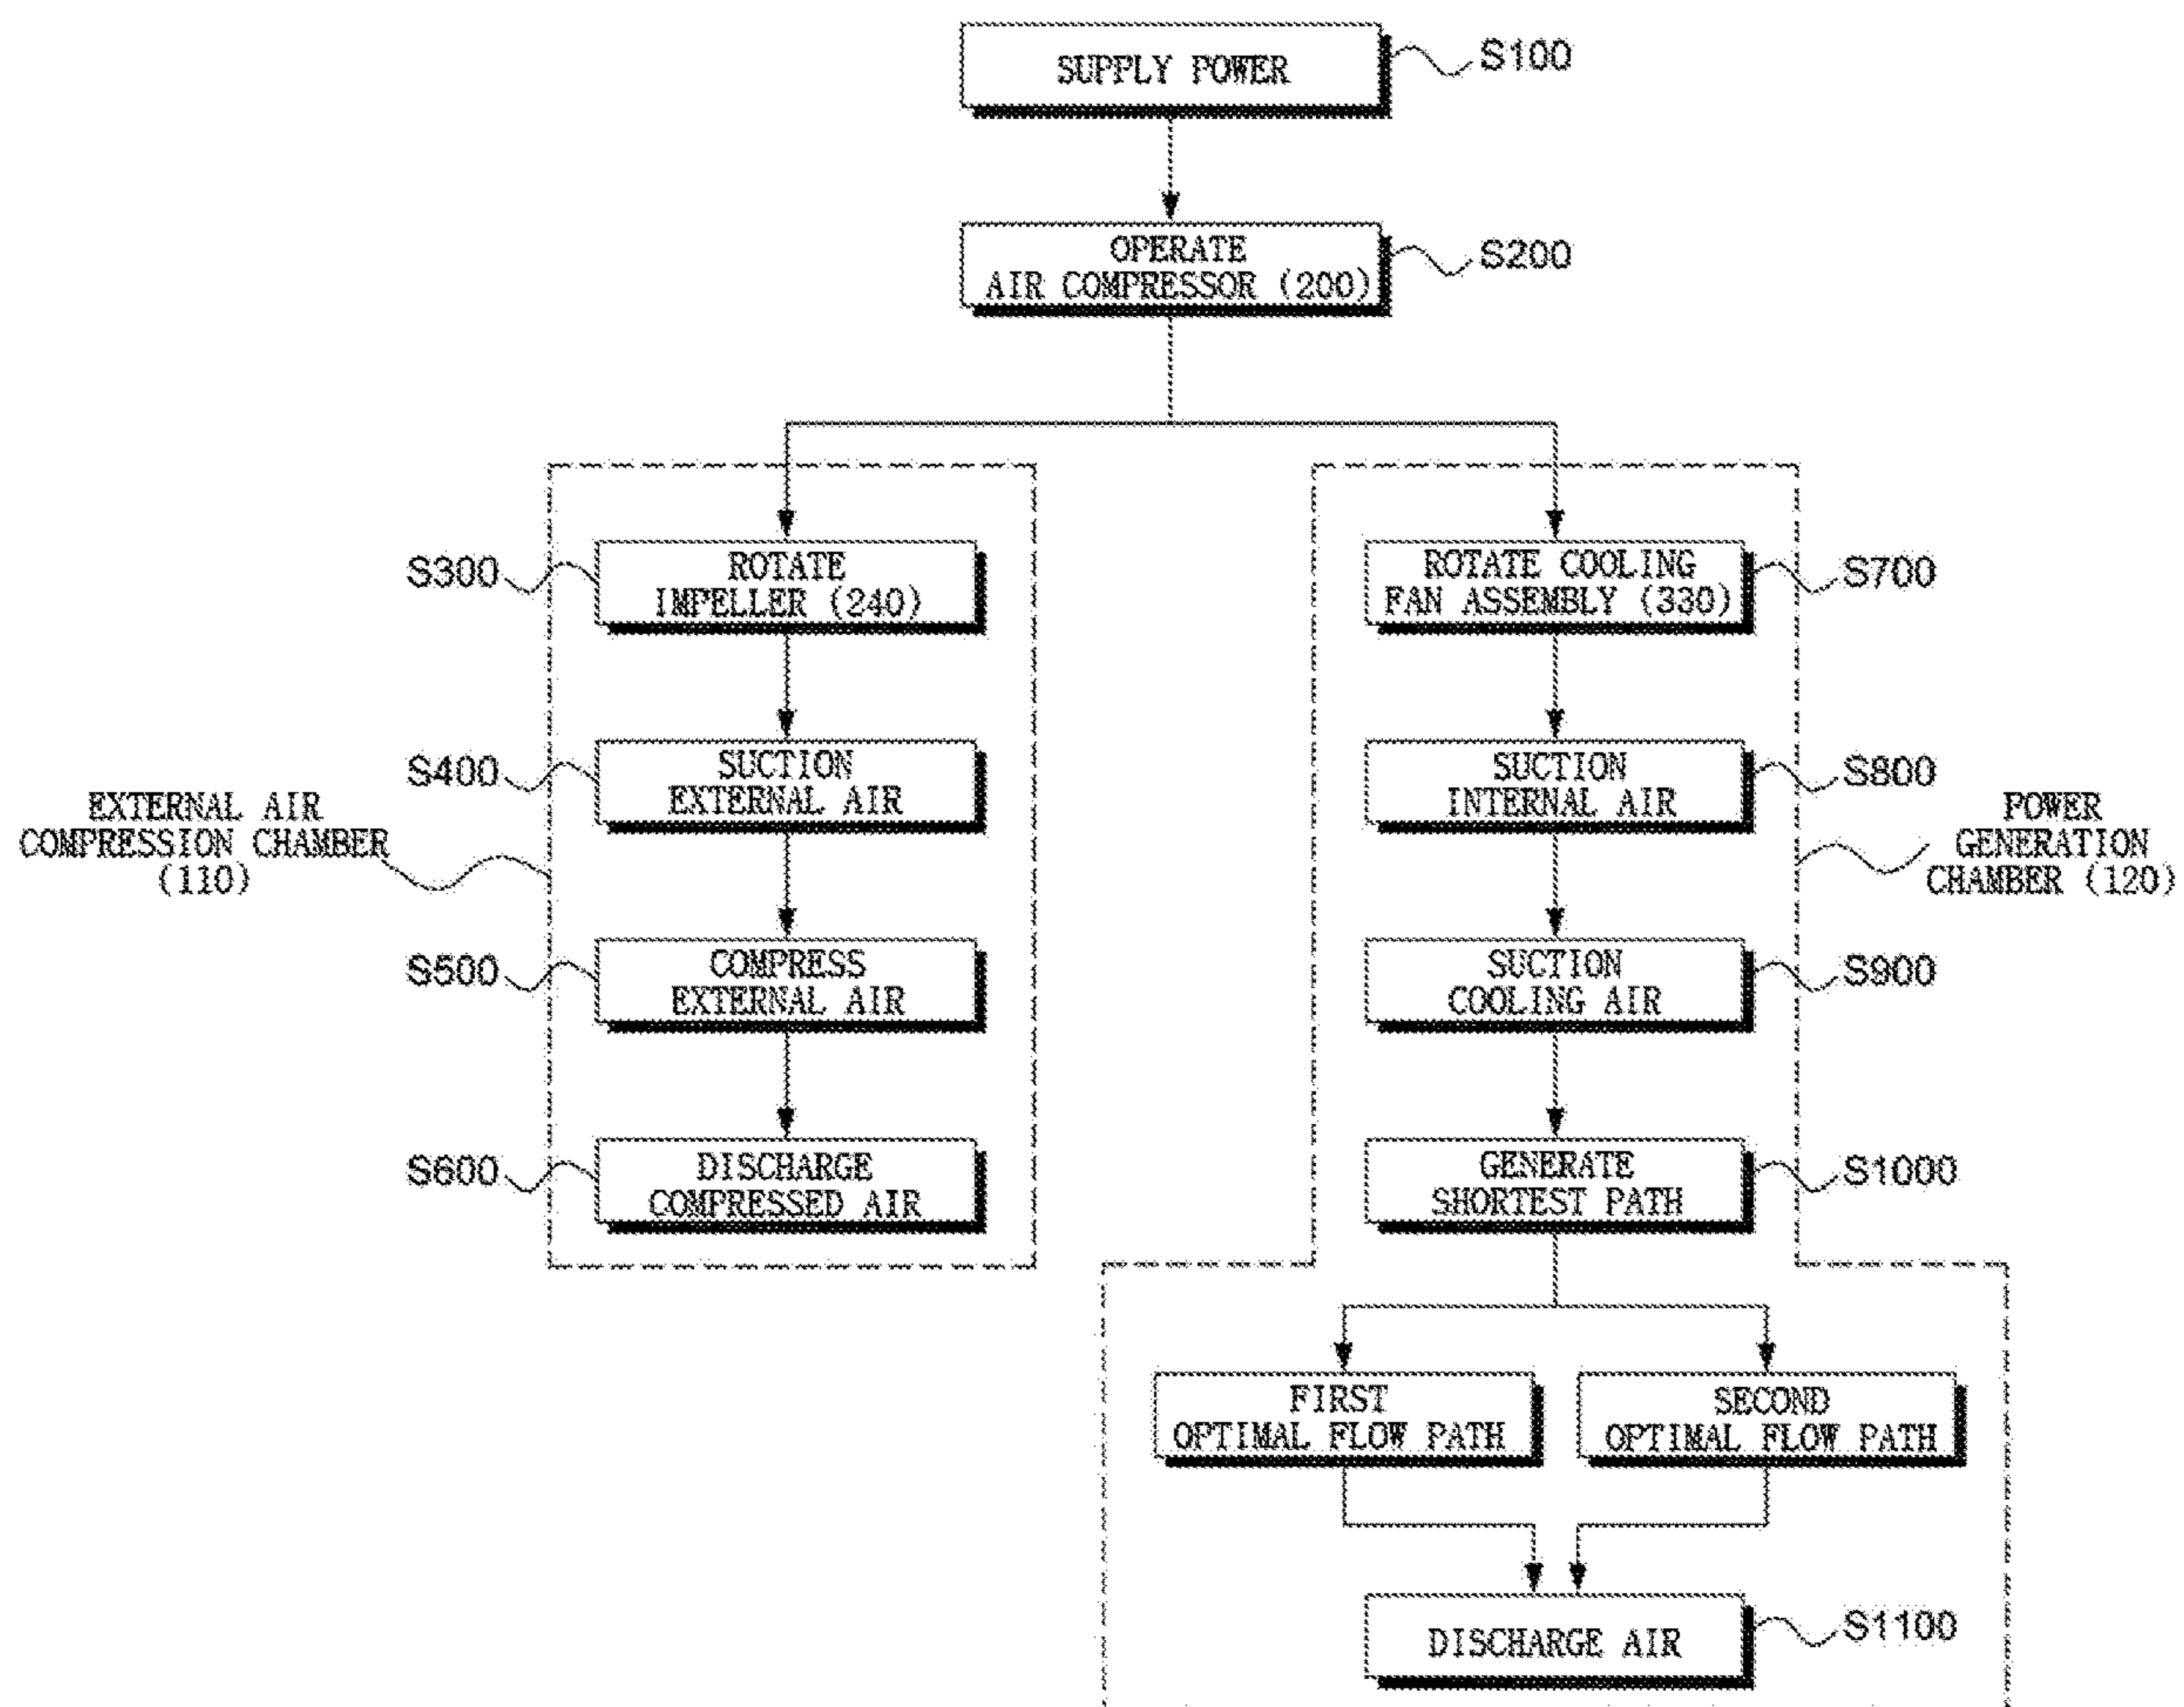 SUPPLY POWER
S100
OPERATE
AIR COMPRESSOR (200)
S200
S300
ROTATE
IMPELLER (240)
ROTATE COOLING
FAN ASSEMBLY (330)
S700
S400
SUCTION
EXTERNAL AIR
SUCTION
INTERNAL AIR
S800
EXTERNAL AIR
COMPRESSION CHAMBER
(110)
POWER
GENERATION
CHAMBER (120)
S500
COMPRESS
EXTERNAL AIR
SUCTION
COOLING AIR
S900
S600
DISCHARGE
COMPRESSED AIR
GENERATE
SHORTEST PATH
S1000
FIRST
OPTIMAL FLOW PATH
SECOND
OPTIMAL FLOW PATH
DISCHARGE AIR
S1100